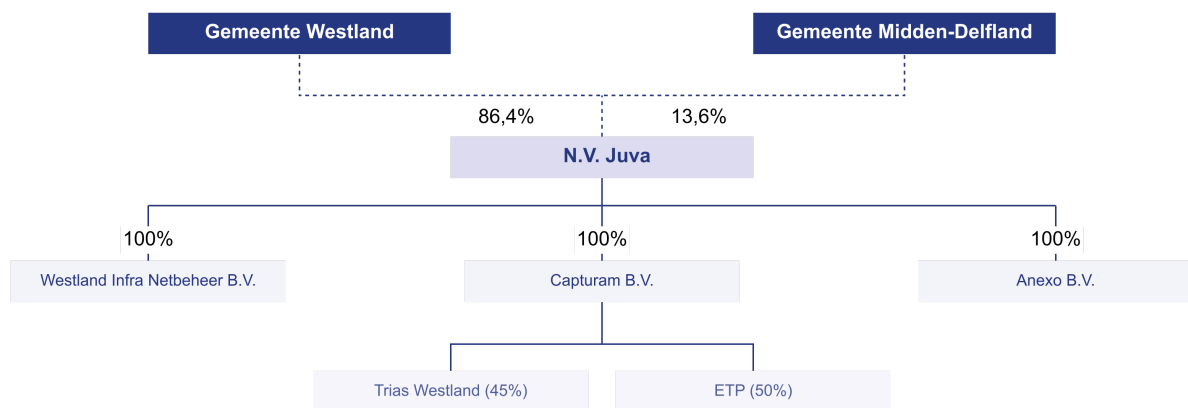 Gemeente Westland
Gemeente Midden-Delfland
86,4%
13,6%
N.V. Juva
100%
100%
100%
Westland Infra Netbeheer B.V.
Capturam B.V.
Anexo B.V.
Trias Westland (45%)
ETP (50%)